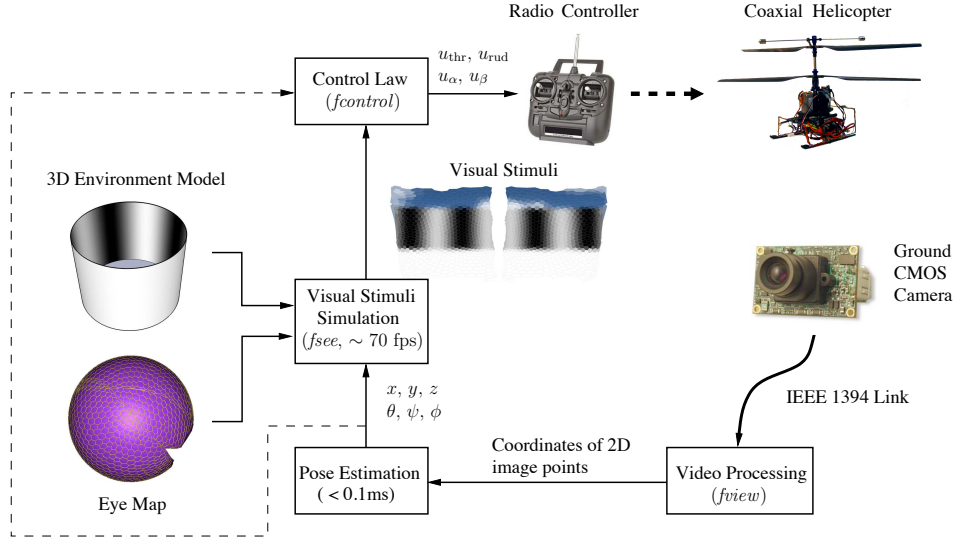 Radio Controller
Coaxial Helicopter
Control Law
(fcontrol)
u_thr, u_rud
u_α, u_β
3D Environment Model
Visual Stimuli
Ground
CMOS
Camera
Visual Stimuli
Simulation
(fsee, ∼ 70 fps)
x, y, z
θ, ψ, φ
IEEE 1394 Link
Coordinates of 2D
image points
Pose Estimation
( < 0.1ms)
Video Processing
(fview)
Eye Map